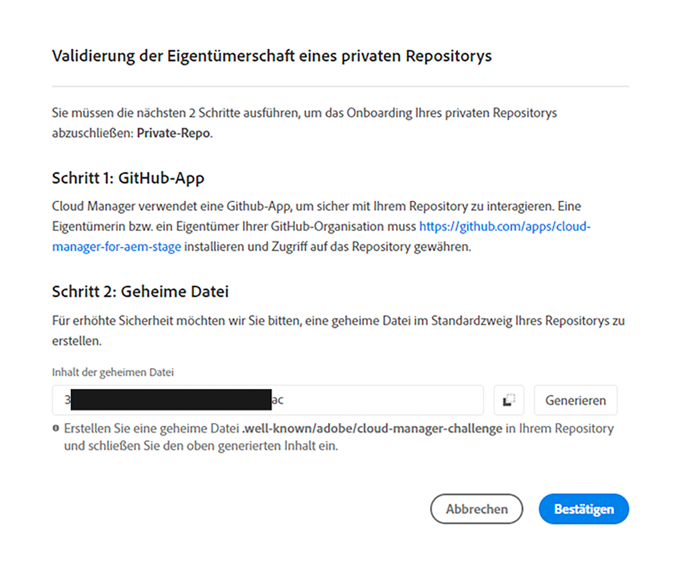 Validierung der Eigentümerschaft eines privaten Repositorys
Sie müssen die nächsten 2 Schritte ausführen, um das Onboarding Ihres privaten Repositorys
abzuschließen: Private-Repo.
Schritt 1: GitHub-App
Cloud Manager verwendet eine Github-App, um sicher mit Ihrem Repository zu interagieren. Eine
Eigentümerin bzw. ein Eigentümer Ihrer GitHub-Organisation muss https://github.com/apps/cloud-
manager-for-aem-stage installieren und Zugriff auf das Repository gewähren.
Schritt 2: Geheime Datei
Für erhöhte Sicherheit möchten wir Sie bitten, eine geheime Datei im Standardzweig Ihres Repositorys zu
erstellen.
Inhalt der geheimen Datei
3 ac
Generieren
Erstellen Sie eine geheime Datei .well-known/adobe/cloud-manager-challenge in Ihrem Repository
und schließen Sie den oben generierten Inhalt ein.
Abbrechen
Bestätigen